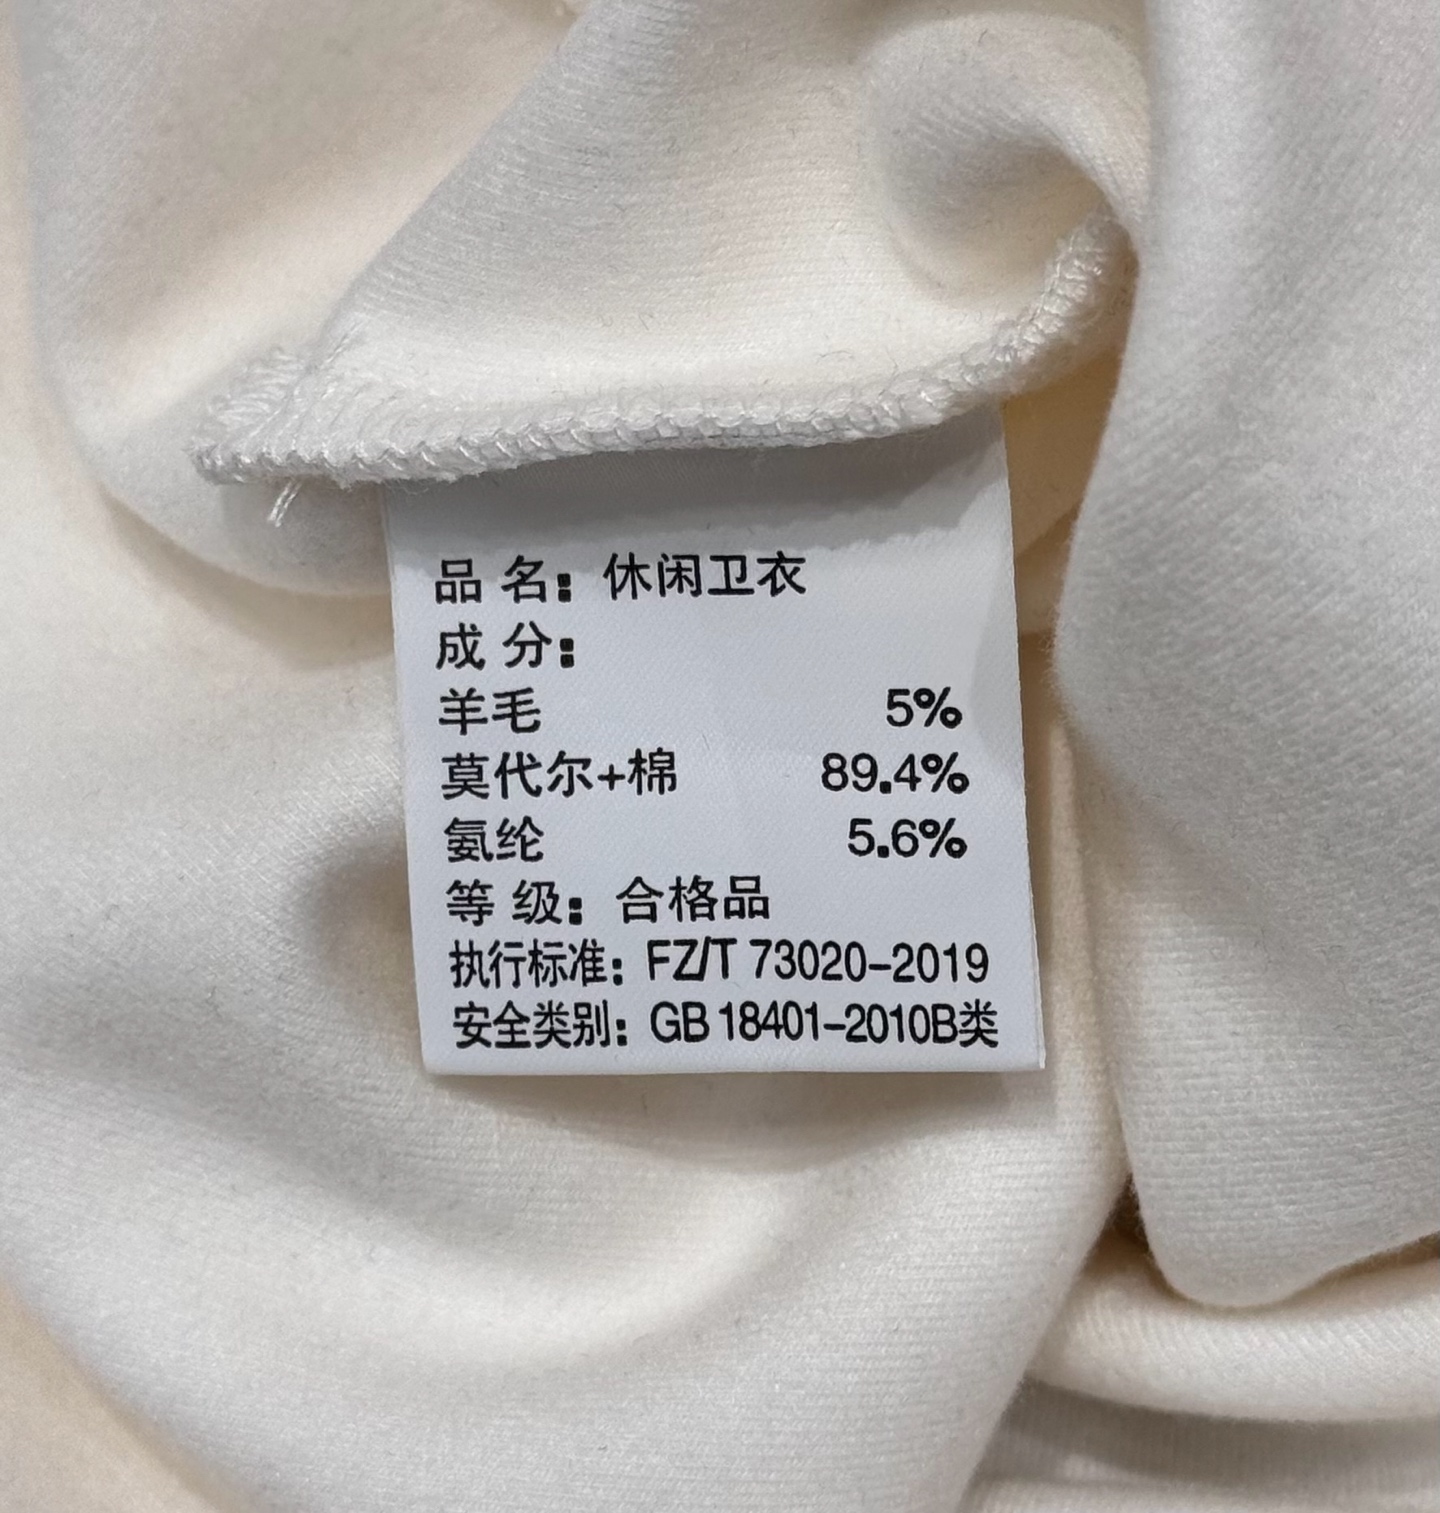 品 名：休闲卫衣
成 分：
羊毛 5%
莫代尔+棉 89.4%
氨纶 5.6%
等 级：合格品
执行标准：FZ/T 73020-2019
安全类别：GB 18401-2010B类